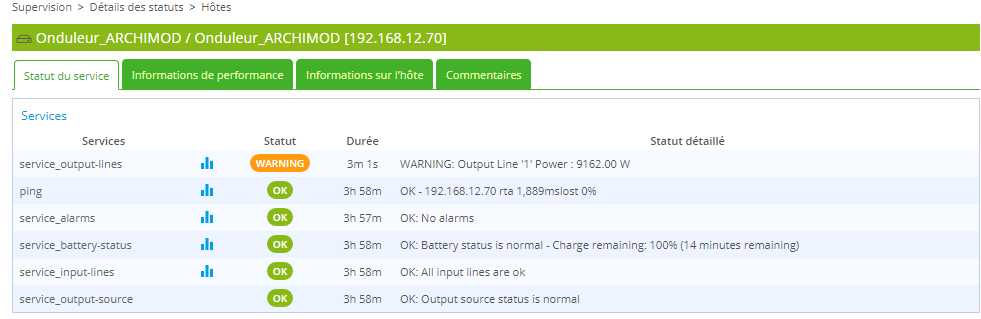 Supervision > Détails des statuts > Hôtes
Onduleur_ARCHIMOD / Onduleur_ARCHIMOD [192.168.12.70]
Statut du service Informations de performance Informations sur l'hôte Commentaires
Services
Services Statut Durée Statut détaillé
service_output-lines WARNING 3m 1s WARNING: Output Line '1' Power : 9162.00 W
ping OK 3h 58m OK - 192.168.12.70 rta 1,889mslost 0%
service_alarms OK 3h 57m OK: No alarms
service_battery-status OK 3h 58m OK: Battery status is normal - Charge remaining: 100% (14 minutes remaining)
service_input-lines OK 3h 58m OK: All input lines are ok
service_output-source OK 3h 58m OK: Output source status is normal